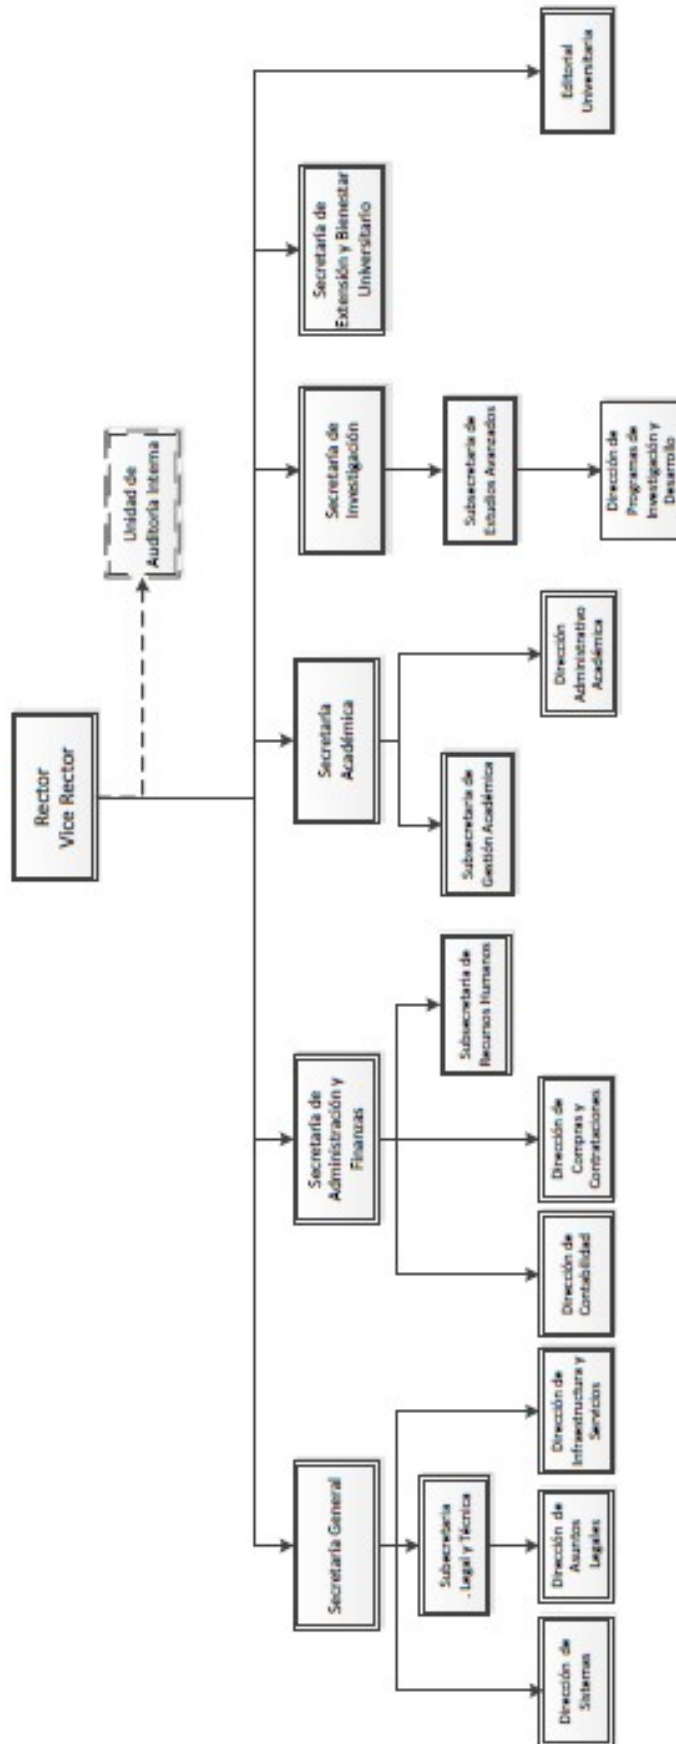 Rector
Vice Rector
Unidad de
Auditoría Interna
Secretaría General
Secretaría de
Administración y
Finanzas
Secretaría
Académica
Secretaría de
Investigación
Secretaría de
Extensión y Bienestar
Universitario
Subsecretaría
. Legal y Técnica
Subsecretaría de
Recursos Humanos
Subsecretaría de
Gestión Académica
Subsecretaría de
Estudios Avanzados
Dirección de
Sistemas
Dirección de
Asuntos
Legales
Dirección de
Infraestructura y
Servicios
Dirección de
Contabilidad
Dirección de
Compras y
Contrataciones
Dirección
Administrativo
Académica
Dirección de
Programas de
Investigación y
Desarrollo
Editorial
Universitaria